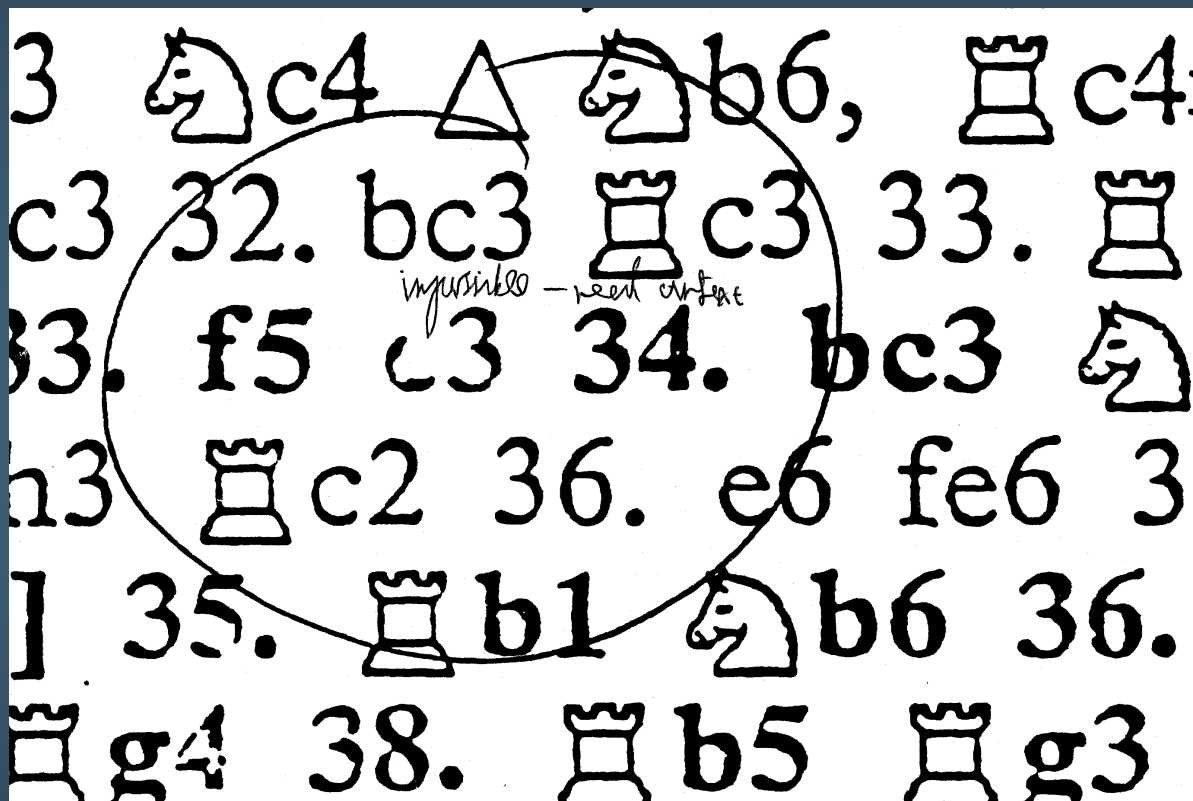 3 ♘c4 △ ♘b6, ♖c4
c3 32. bc3 ♖c3 33. ♖
need
33. f5 c3 34. bc3 ♘
h3 ♖c2 36. e6 fe6 3
] 35. ♖b1 ♘b6 36.
♖g4 38. ♖b5 ♖g3